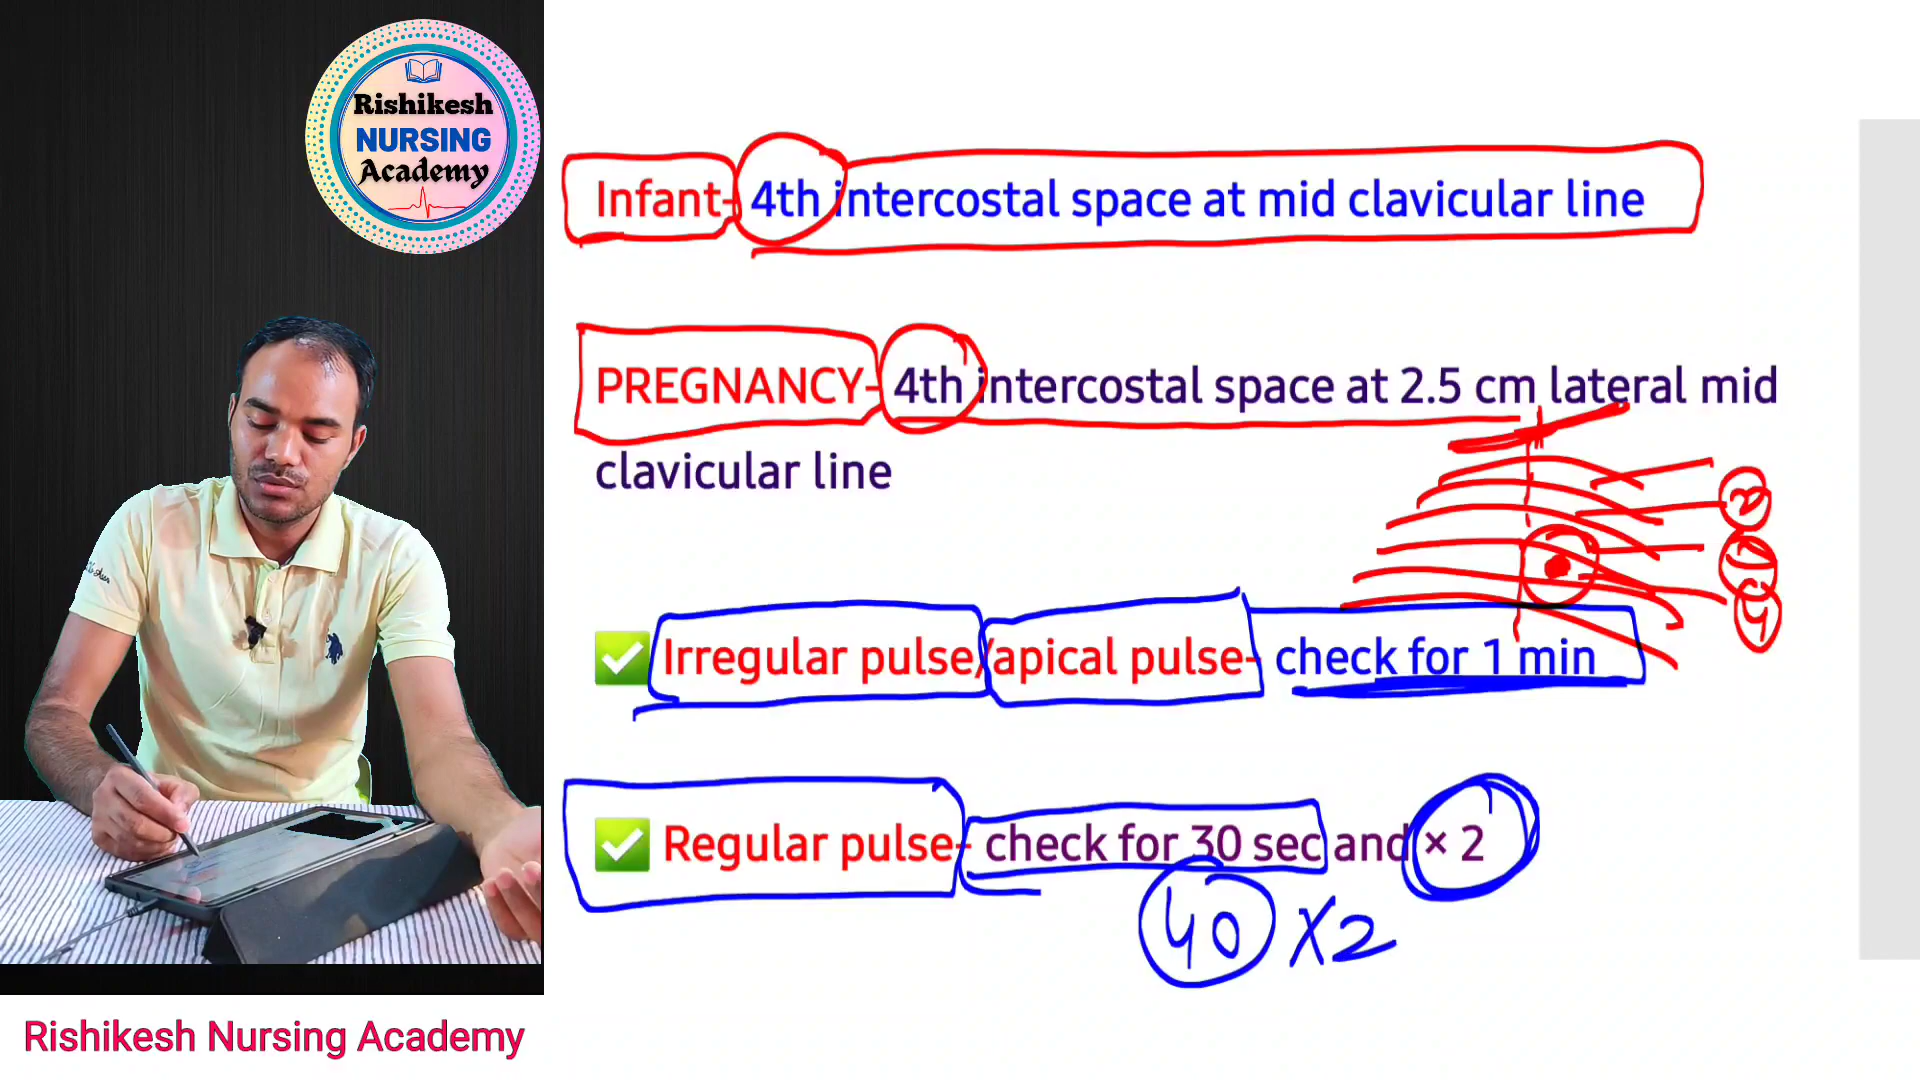 Rishikesh
NURSING
Academy
Infant- 4th intercostal space at mid clavicular line
PREGNANCY- 4th intercostal space at 2.5 cm lateral mid
clavicular line
✅ Irregular pulse/apical pulse- check for 1 min
✅ Regular pulse- check for 30 sec and × 2
40 X2
Rishikesh Nursing Academy